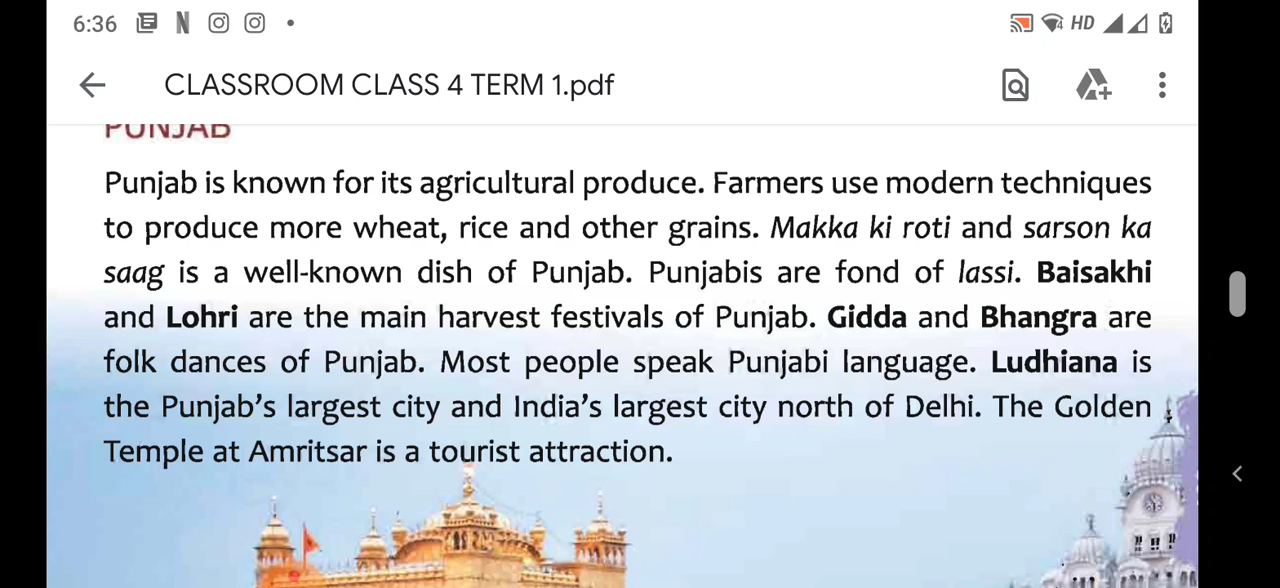 6:36 HD
CLASSROOM CLASS 4 TERM 1.pdf
PUNJAB
Punjab is known for its agricultural produce. Farmers use modern techniques
to produce more wheat, rice and other grains. Makka ki roti and sarson ka
saag is a well-known dish of Punjab. Punjabis are fond of lassi. Baisakhi
and Lohri are the main harvest festivals of Punjab. Gidda and Bhangra are
folk dances of Punjab. Most people speak Punjabi language. Ludhiana is
the Punjab's largest city and India's largest city north of Delhi. The Golden
Temple at Amritsar is a tourist attraction.